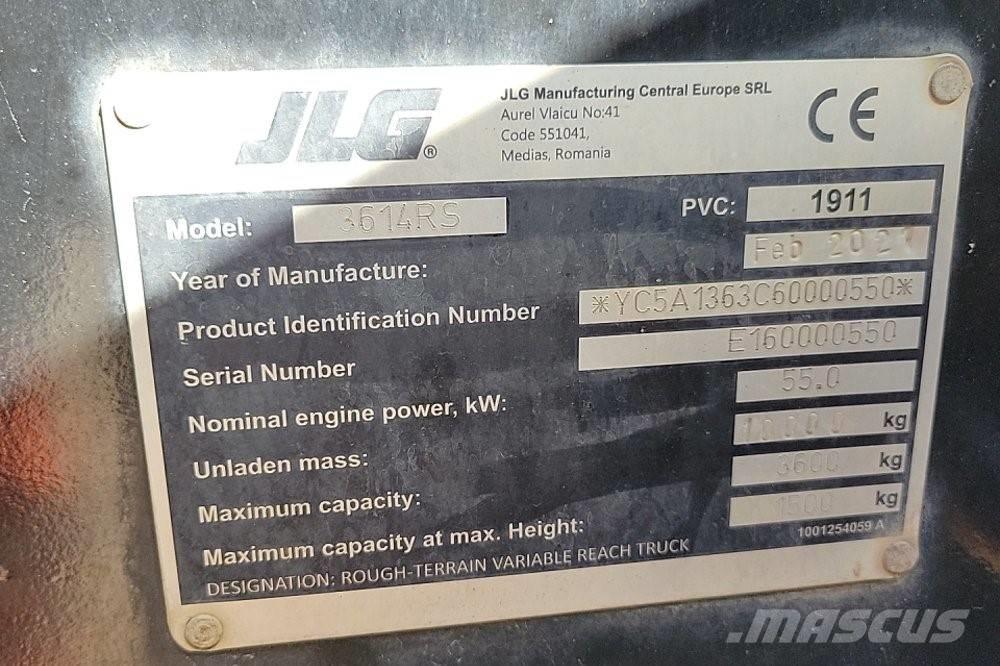 JLG®
JLG Manufacturing Central Europe SRL
Aurel Vlaicu No:41
Code 551041,
Medias, Romania
CE
Model: 3614RS
PVC: 1911
Year of Manufacture: Feb 2021
Product Identification Number *YC5A1363C60000550*
Serial Number E160000550
Nominal engine power, kW: 55.0
Unladen mass: 10000 kg
Maximum capacity: 3600 kg
Maximum capacity at max. Height: 1500 kg
1001254059 A
DESIGNATION: ROUGH-TERRAIN VARIABLE REACH TRUCK
.MASCUS